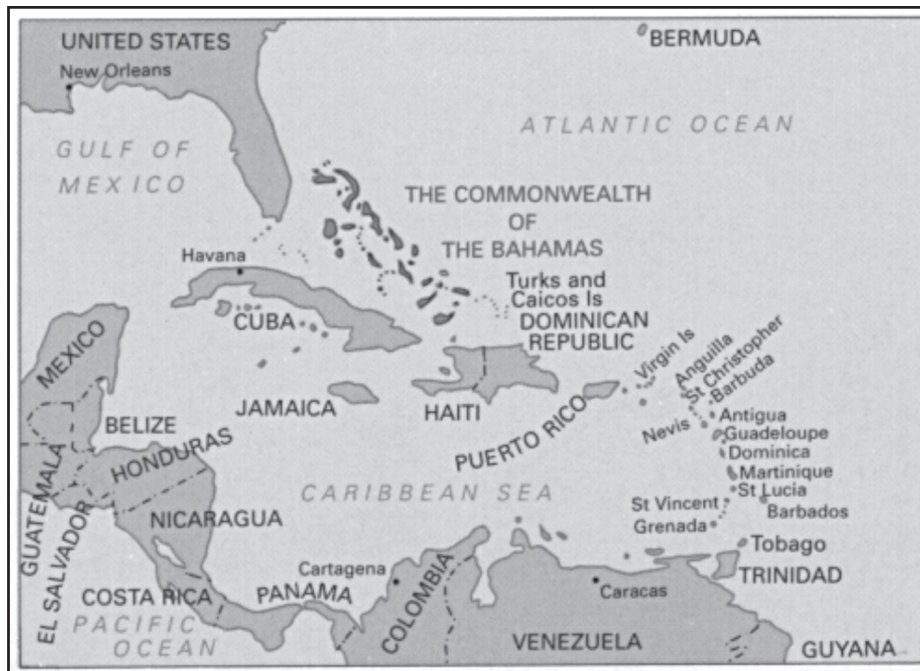 UNITED STATES
BERMUDA
New Orleans
ATLANTIC OCEAN
GULF OF
MEXICO
THE COMMONWEALTH
OF
THE BAHAMAS
Havana
Turks and
Caicos Is
CUBA
DOMINICAN
REPUBLIC
MEXICO
Virgin Is
Anguilla
St Christopher
Barbuda
JAMAICA
HAITI
PUERTO RICO
BELIZE
Nevis
Antigua
Guadeloupe
HONDURAS
Dominica
GUATEMALA
Martinique
CARIBBEAN SEA
St Lucia
St Vincent
Barbados
NICARAGUA
Grenada
EL SALVADOR
Tobago
Cartagena
TRINIDAD
COSTA RICA
PANAMA
COLOMBIA
Caracas
PACIFIC
OCEAN
VENEZUELA
GUYANA